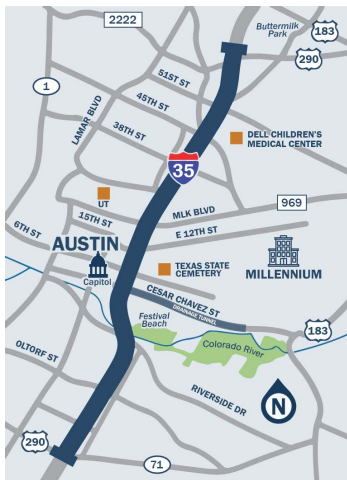 2222
Buttermilk
Park
183
290
1
51ST ST
45TH ST
LAMAR BLVD
38TH ST
DELL CHILDREN'S
MEDICAL CENTER
35
UT
MLK BLVD
969
15TH ST
6TH ST
E 12TH ST
AUSTIN
Capitol
TEXAS STATE
CEMETERY
MILLENNIUM
CESAR CHAVEZ ST
DRAINAGE TUNNEL
Festival
Beach
183
Colorado River
OLTORF ST
RIVERSIDE DR
N
290
71